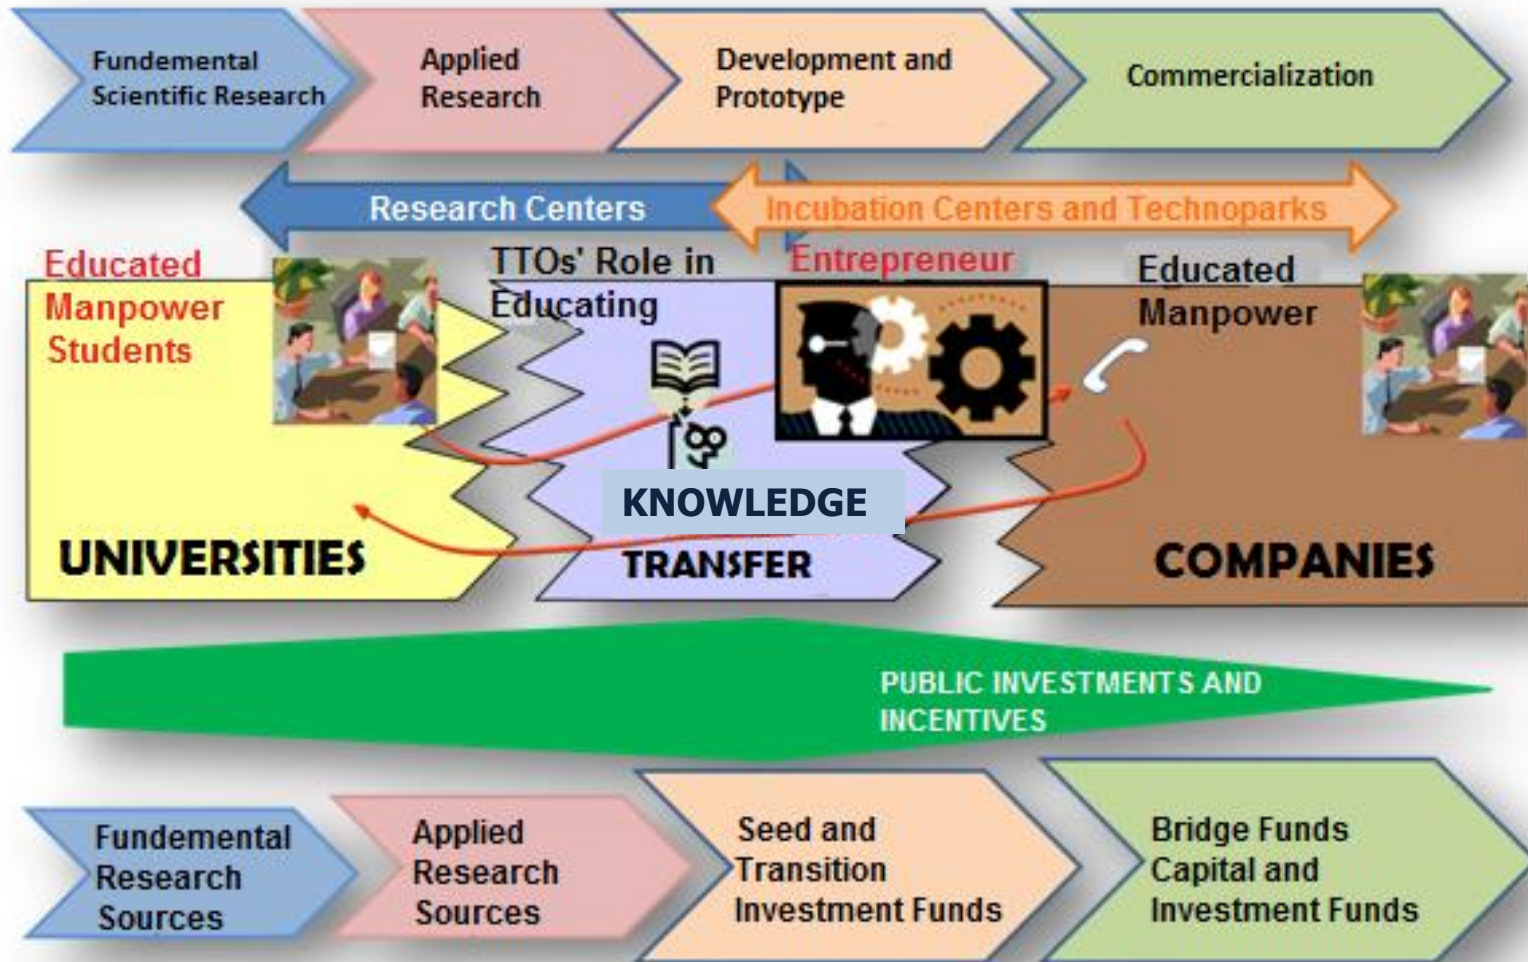 Fundemental
Scientific Research
Applied
Research
Development and
Prototype
Commercialization
Research Centers
Incubation Centers and Technoparks
Educated
Manpower
Students
TTOs' Role in
Educating
Entrepreneur
Educated
Manpower
KNOWLEDGE
UNIVERSITIES
TRANSFER
COMPANIES
PUBLIC INVESTMENTS AND
INCENTIVES
Fundemental
Research
Sources
Applied
Research
Sources
Seed and
Transition
Investment Funds
Bridge Funds
Capital and
Investment Funds